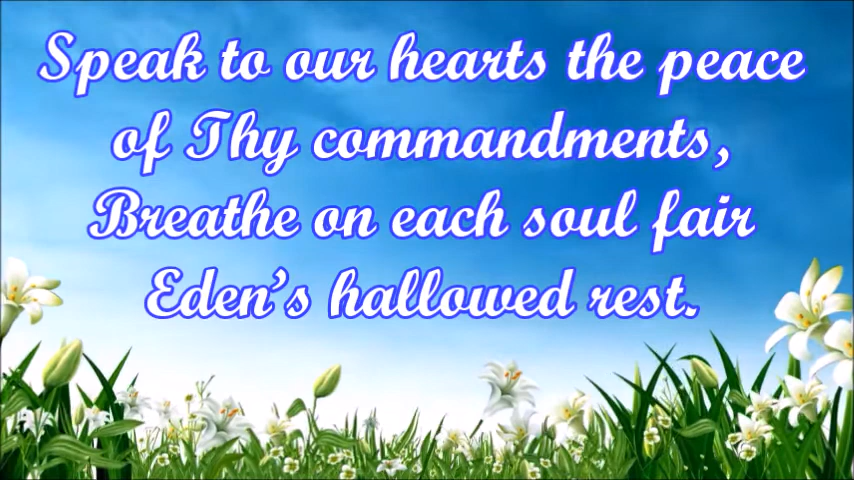 Speak to our hearts the peace
of Thy commandments,
Breathe on each soul fair
Eden’s hallowed rest.